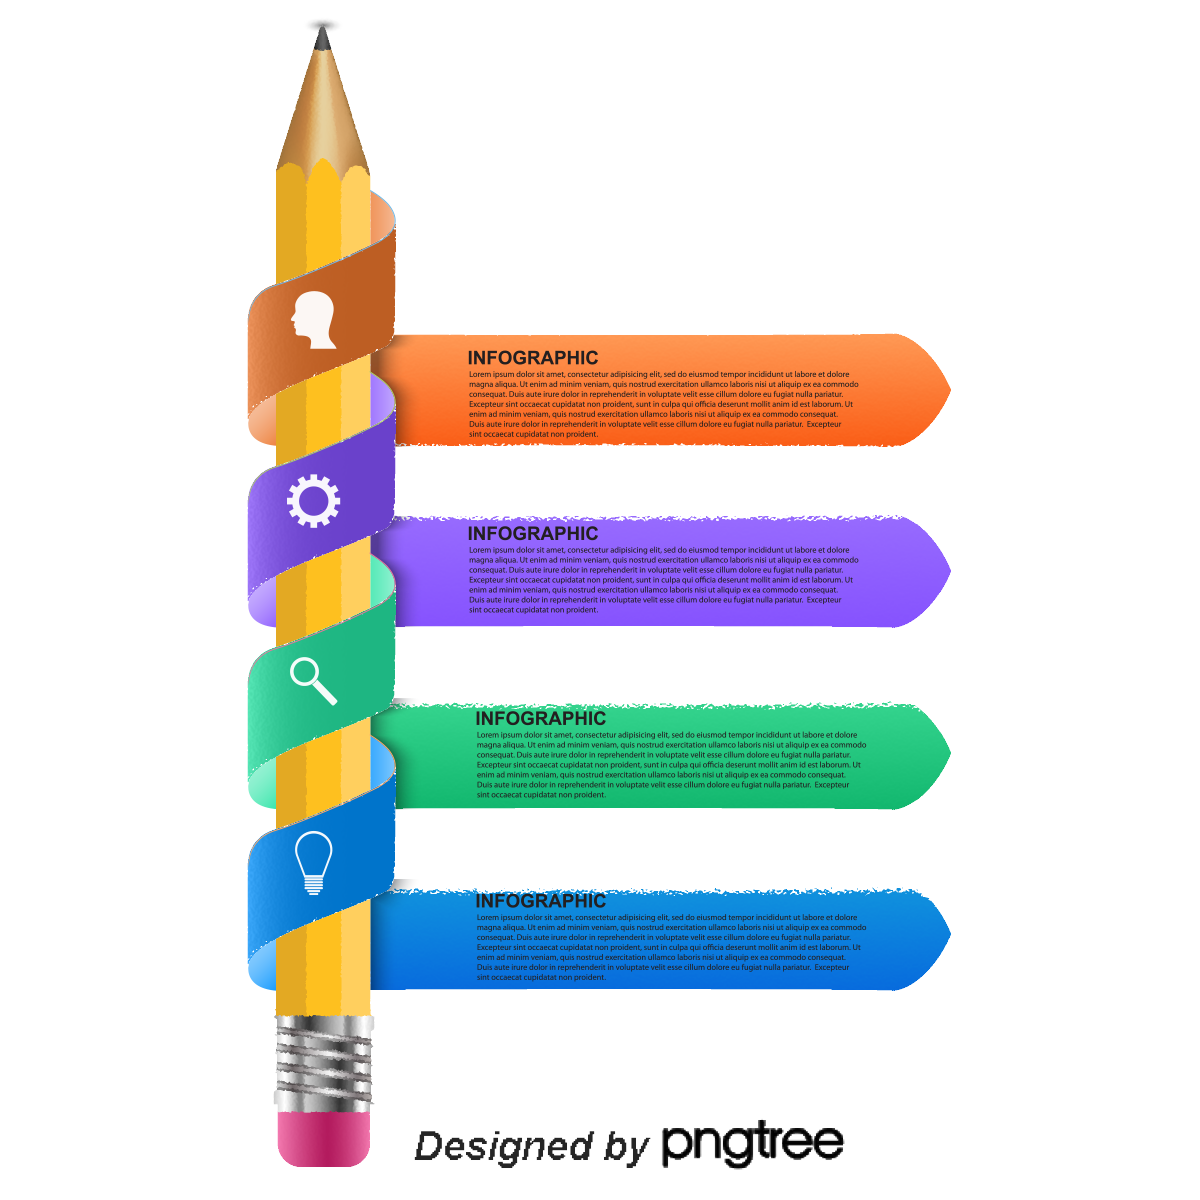 INFOGRAPHIC
Lorem ipsum dolor sit amet, consectetur adipisicing elit, sed do eiusmod tempor incididunt ut labore et dolore
magna aliqua. Ut enim ad minim veniam, quis nostrud exercitation ullamco laboris nisi ut aliquip ex ea commodo
consequat. Duis aute irure dolor in reprehenderit in voluptate velit esse cillum dolore eu fugiat nulla pariatur.
Excepteur sint occaecat cupidatat non proident, sunt in culpa qui officia deserunt mollit anim id est laborum. Ut
enim ad minim veniam, quis nostrud exercitation ullamco laboris nisi ut aliquip ex ea commodo consequat.
Duis aute irure dolor in reprehenderit in voluptate velit esse cillum dolore eu fugiat nulla pariatur. Excepteur
sint occaecat cupidatat non proident.
INFOGRAPHIC
Lorem ipsum dolor sit amet, consectetur adipisicing elit, sed do eiusmod tempor incididunt ut labore et dolore
magna aliqua. Ut enim ad minim veniam, quis nostrud exercitation ullamco laboris nisi ut aliquip ex ea commodo
consequat. Duis aute irure dolor in reprehenderit in voluptate velit esse cillum dolore eu fugiat nulla pariatur.
Excepteur sint occaecat cupidatat non proident, sunt in culpa qui officia deserunt mollit anim id est laborum. Ut
enim ad minim veniam, quis nostrud exercitation ullamco laboris nisi ut aliquip ex ea commodo consequat.
Duis aute irure dolor in reprehenderit in voluptate velit esse cillum dolore eu fugiat nulla pariatur. Excepteur
sint occaecat cupidatat non proident.
INFOGRAPHIC
Lorem ipsum dolor sit amet, consectetur adipisicing elit, sed do eiusmod tempor incididunt ut labore et dolore
magna aliqua. Ut enim ad minim veniam, quis nostrud exercitation ullamco laboris nisi ut aliquip ex ea commodo
consequat. Duis aute irure dolor in reprehenderit in voluptate velit esse cillum dolore eu fugiat nulla pariatur.
Excepteur sint occaecat cupidatat non proident, sunt in culpa qui officia deserunt mollit anim id est laborum. Ut
enim ad minim veniam, quis nostrud exercitation ullamco laboris nisi ut aliquip ex ea commodo consequat.
Duis aute irure dolor in reprehenderit in voluptate velit esse cillum dolore eu fugiat nulla pariatur. Excepteur
sint occaecat cupidatat non proident.
INFOGRAPHIC
Lorem ipsum dolor sit amet, consectetur adipisicing elit, sed do eiusmod tempor incididunt ut labore et dolore
magna aliqua. Ut enim ad minim veniam, quis nostrud exercitation ullamco laboris nisi ut aliquip ex ea commodo
consequat. Duis aute irure dolor in reprehenderit in voluptate velit esse cillum dolore eu fugiat nulla pariatur.
Excepteur sint occaecat cupidatat non proident, sunt in culpa qui officia deserunt mollit anim id est laborum. Ut
enim ad minim veniam, quis nostrud exercitation ullamco laboris nisi ut aliquip ex ea commodo consequat.
Duis aute irure dolor in reprehenderit in voluptate velit esse cillum dolore eu fugiat nulla pariatur. Excepteur
sint occaecat cupidatat non proident.
Designed by pngtree